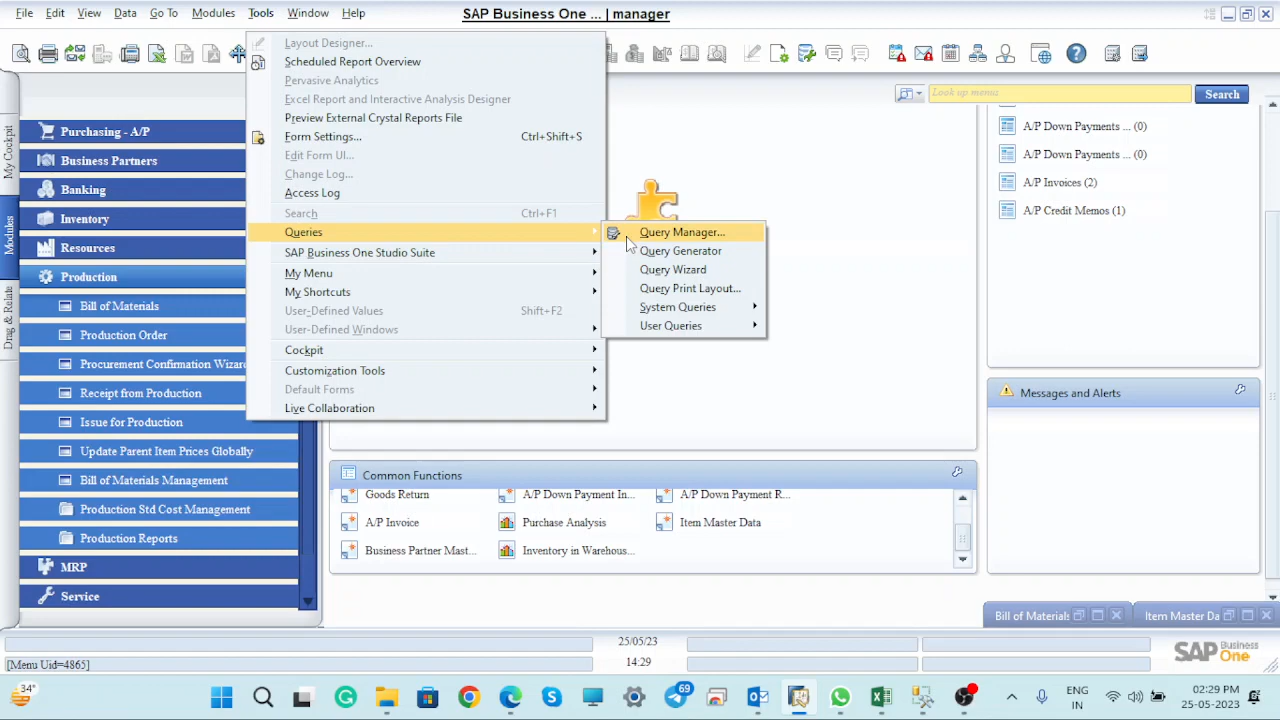 File Edit View Data Go To Modules Tools Window Help
SAP Business One ... | manager
Look up menus
Search
My Cockpit
Modules
Drag & Relate
Purchasing - A/P
Business Partners
Banking
Inventory
Resources
Production
Bill of Materials
Production Order
Procurement Confirmation Wizard
Receipt from Production
Issue for Production
Update Parent Item Prices Globally
Bill of Materials Management
Production Std Cost Management
Production Reports
MRP
Service
Layout Designer...
Scheduled Report Overview
Pervasive Analytics
Excel Report and Interactive Analysis Designer
Preview External Crystal Reports File
Form Settings... Ctrl+Shift+S
Edit Form UI...
Change Log...
Access Log
Search Ctrl+F1
Queries
SAP Business One Studio Suite
My Menu
My Shortcuts
User-Defined Values Shift+F2
User-Defined Windows
Cockpit
Customization Tools
Default Forms
Live Collaboration
Query Manager...
Query Generator
Query Wizard
Query Print Layout...
System Queries
User Queries
A/P Down Payments ... (0)
A/P Down Payments ... (0)
A/P Invoices (2)
A/P Credit Memos (1)
Messages and Alerts
Common Functions
Goods Return A/P Down Payment In... A/P Down Payment R...
A/P Invoice Purchase Analysis Item Master Data
Business Partner Mast... Inventory in Warehous...
Bill of Materials Item Master Da
25/05/23
14:29
[Menu Uid=4865]
SAP Business One
34°
69
ENG
IN
02:29 PM
25-05-2023